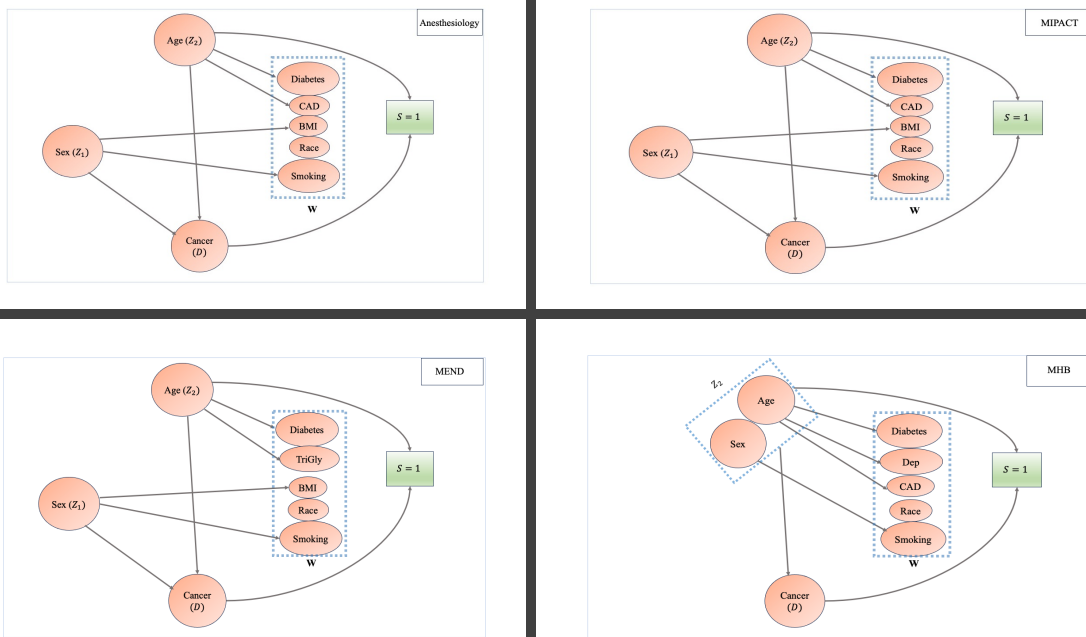 Anesthesiology
Age (Z₂)
Diabetes
CAD
BMI
Race
Smoking
W
S = 1
Sex (Z₁)
Cancer
(D)
MIPACT
Age (Z₂)
Diabetes
CAD
BMI
Race
Smoking
W
S = 1
Sex (Z₁)
Cancer
(D)
MEND
Age (Z₂)
Diabetes
TriGly
BMI
Race
Smoking
W
S = 1
Sex (Z₁)
Cancer
(D)
MHB
Z₂
Age
Sex
Diabetes
Dep
CAD
Race
Smoking
W
S = 1
Cancer
(D)